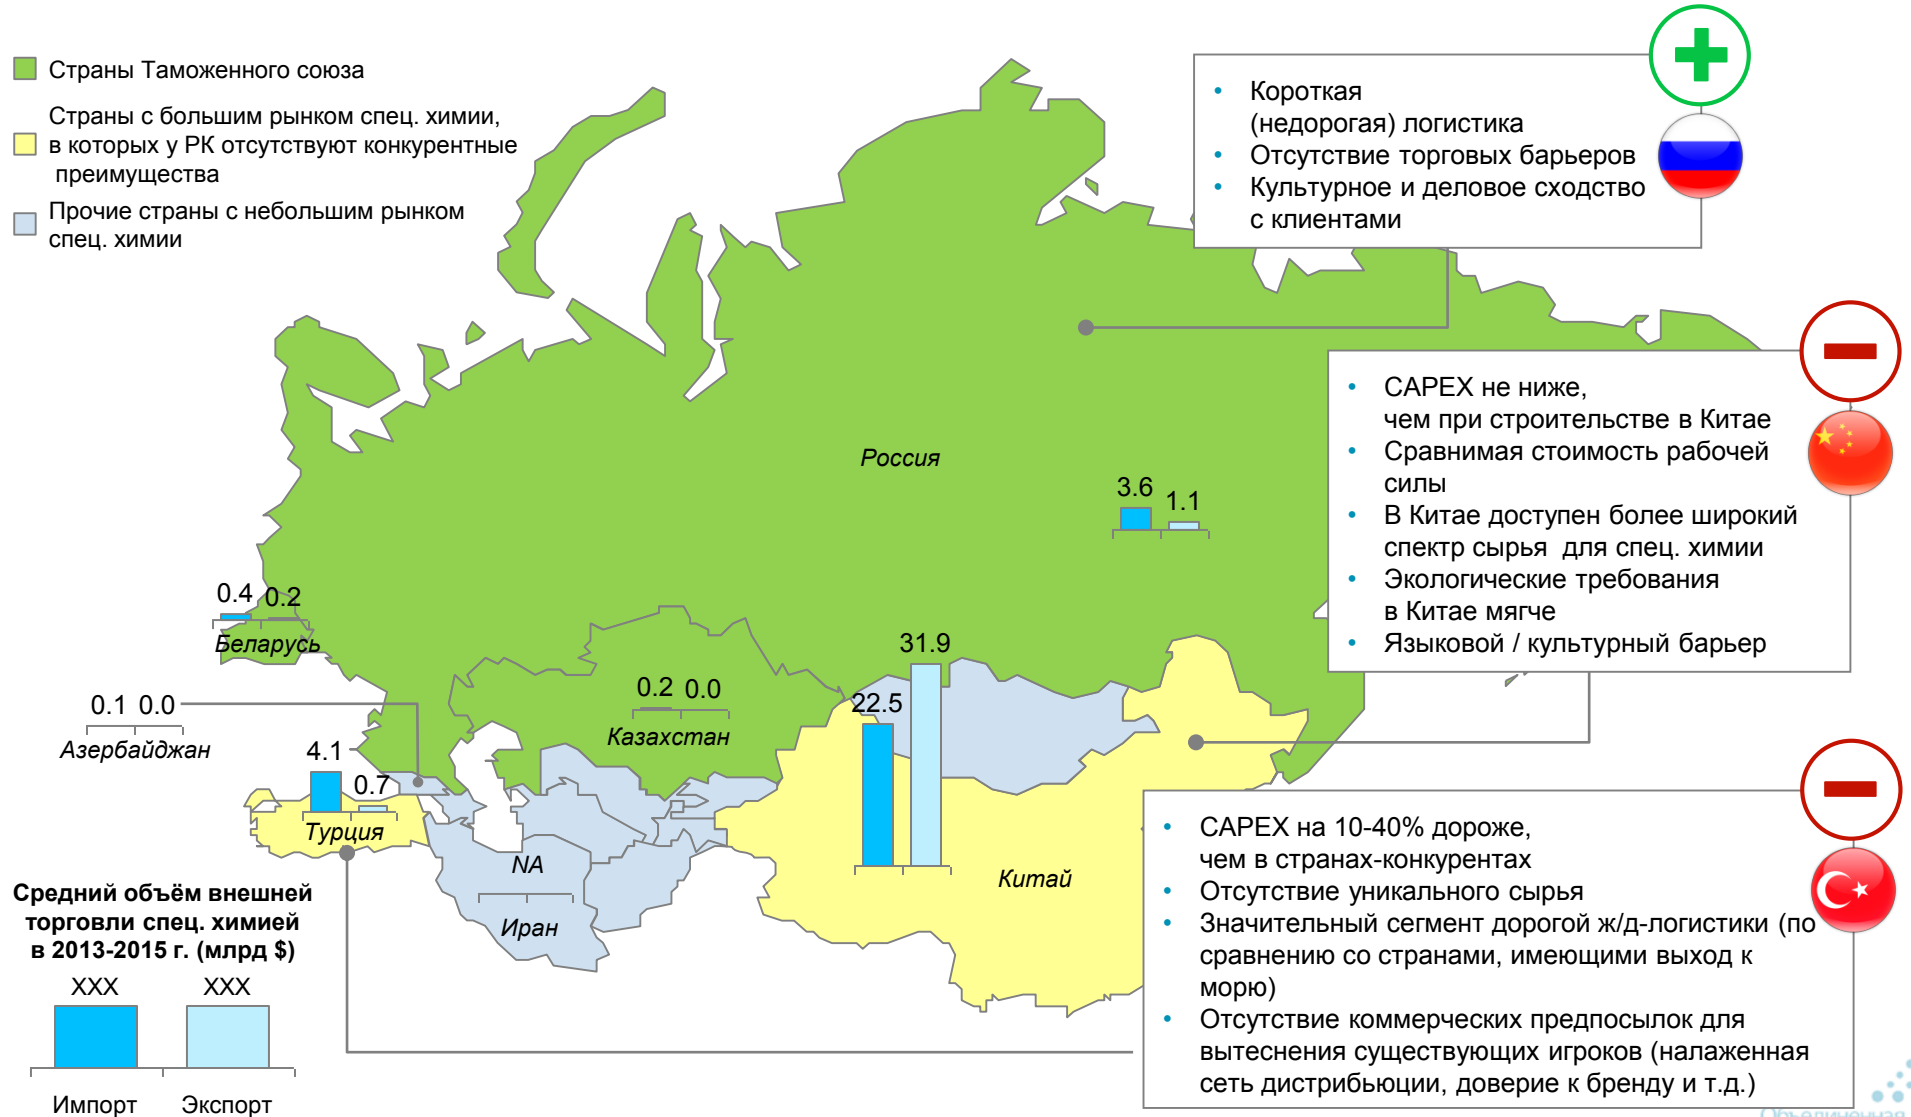 Страны Таможенного союза
Страны с большим рынком спец. химии,
в которых у РК отсутствуют конкурентные
преимущества
Прочие страны с небольшим рынком
спец. химии
• Короткая
(недорогая) логистика
• Отсутствие торговых барьеров
• Культурное и деловое сходство
с клиентами
• CAPEX не ниже,
чем при строительстве в Китае
• Сравнимая стоимость рабочей
силы
• В Китае доступен более широкий
спектр сырья для спец. химии
• Экологические требования
в Китае мягче
• Языковой / культурный барьер
Россия
3.6 1.1
0.4 0.2
Беларусь
31.9
22.5
0.2 0.0
Казахстан
0.1 0.0
Азербайджан
4.1
0.7
Турция
NA
Иран
Китай
• CAPEX на 10-40% дороже,
чем в странах-конкурентах
• Отсутствие уникального сырья
• Значительный сегмент дорогой ж/д-логистики (по
сравнению со странами, имеющими выход к
морю)
• Отсутствие коммерческих предпосылок для
вытеснения существующих игроков (налаженная
сеть дистрибьюции, доверие к бренду и т.д.)
Средний объём внешней
торговли спец. химией
в 2013-2015 г. (млрд $)
XXX XXX
Импорт Экспорт